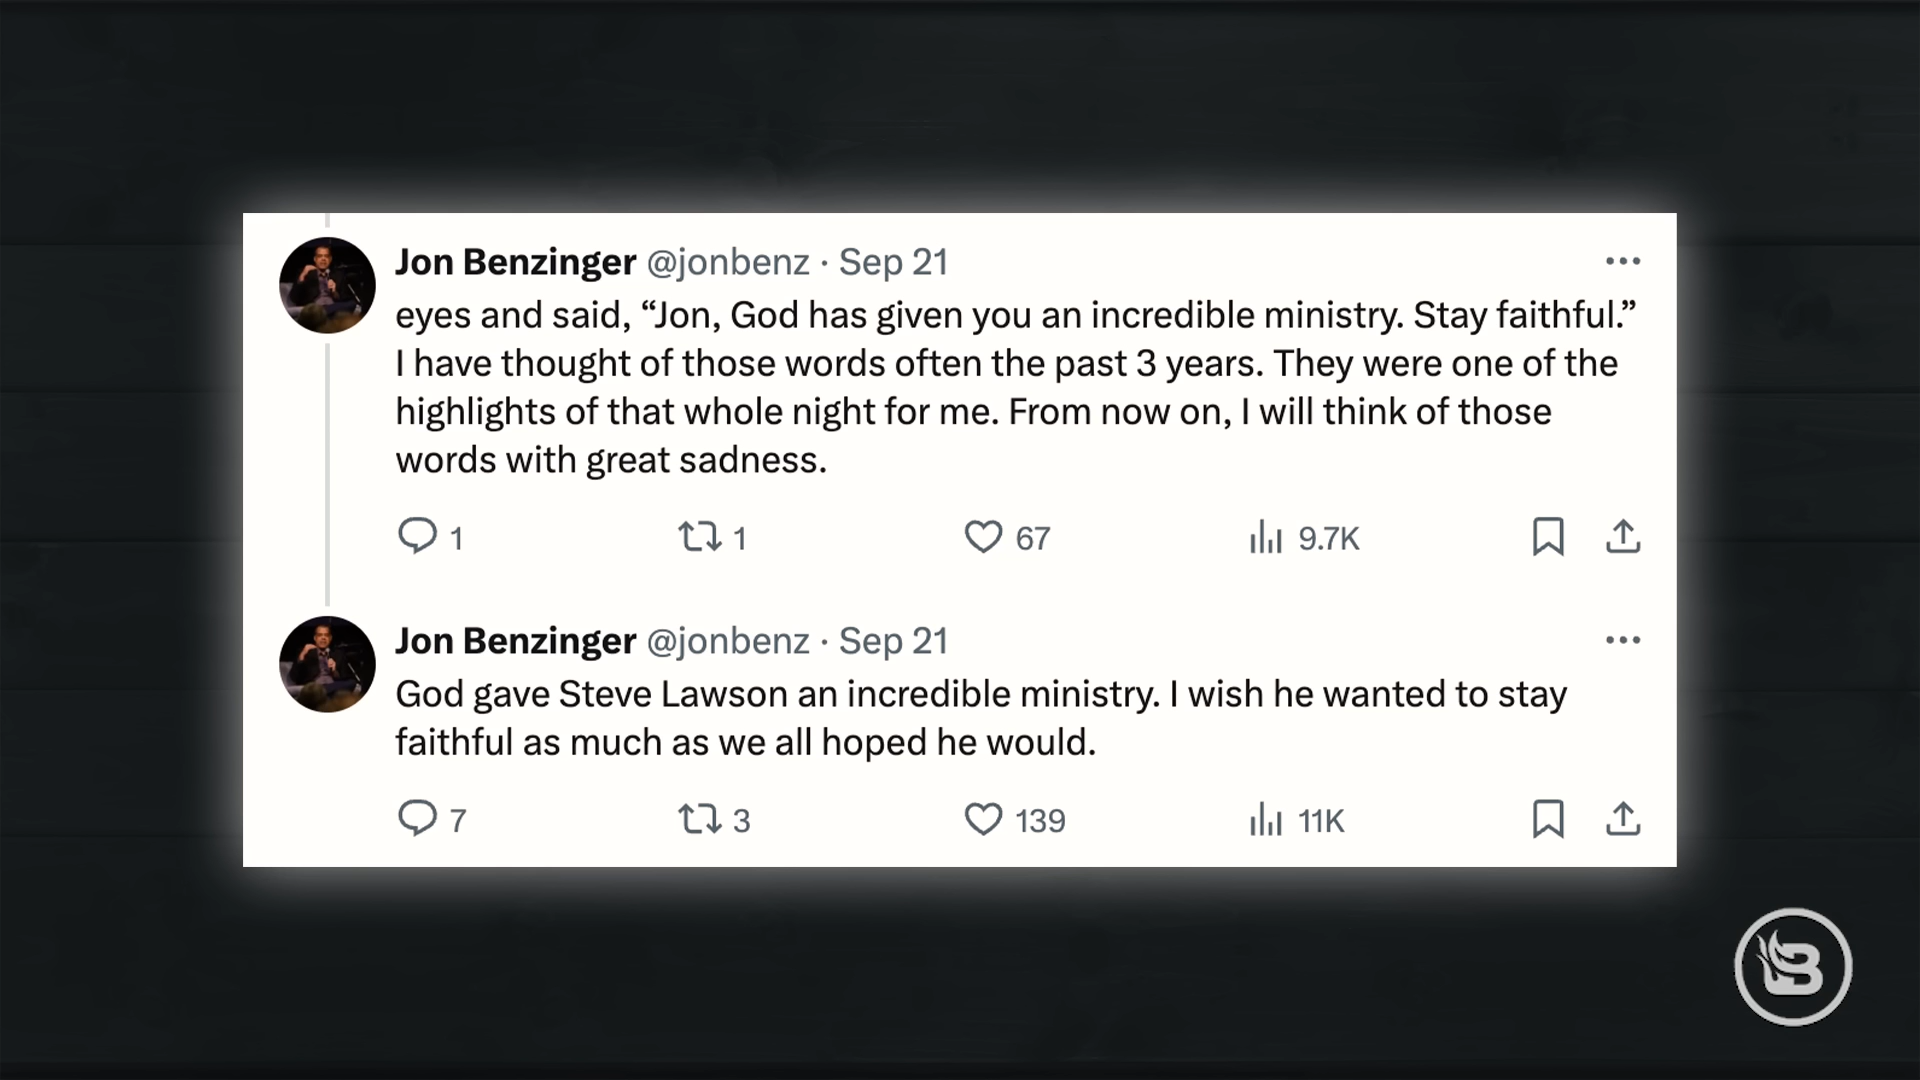 Jon Benzinger @jonbenz · Sep 21
eyes and said, “Jon, God has given you an incredible ministry. Stay faithful.”
I have thought of those words often the past 3 years. They were one of the
highlights of that whole night for me. From now on, I will think of those
words with great sadness.
1 1 67 9.7K
Jon Benzinger @jonbenz · Sep 21
God gave Steve Lawson an incredible ministry. I wish he wanted to stay
faithful as much as we all hoped he would.
7 3 139 11K
B